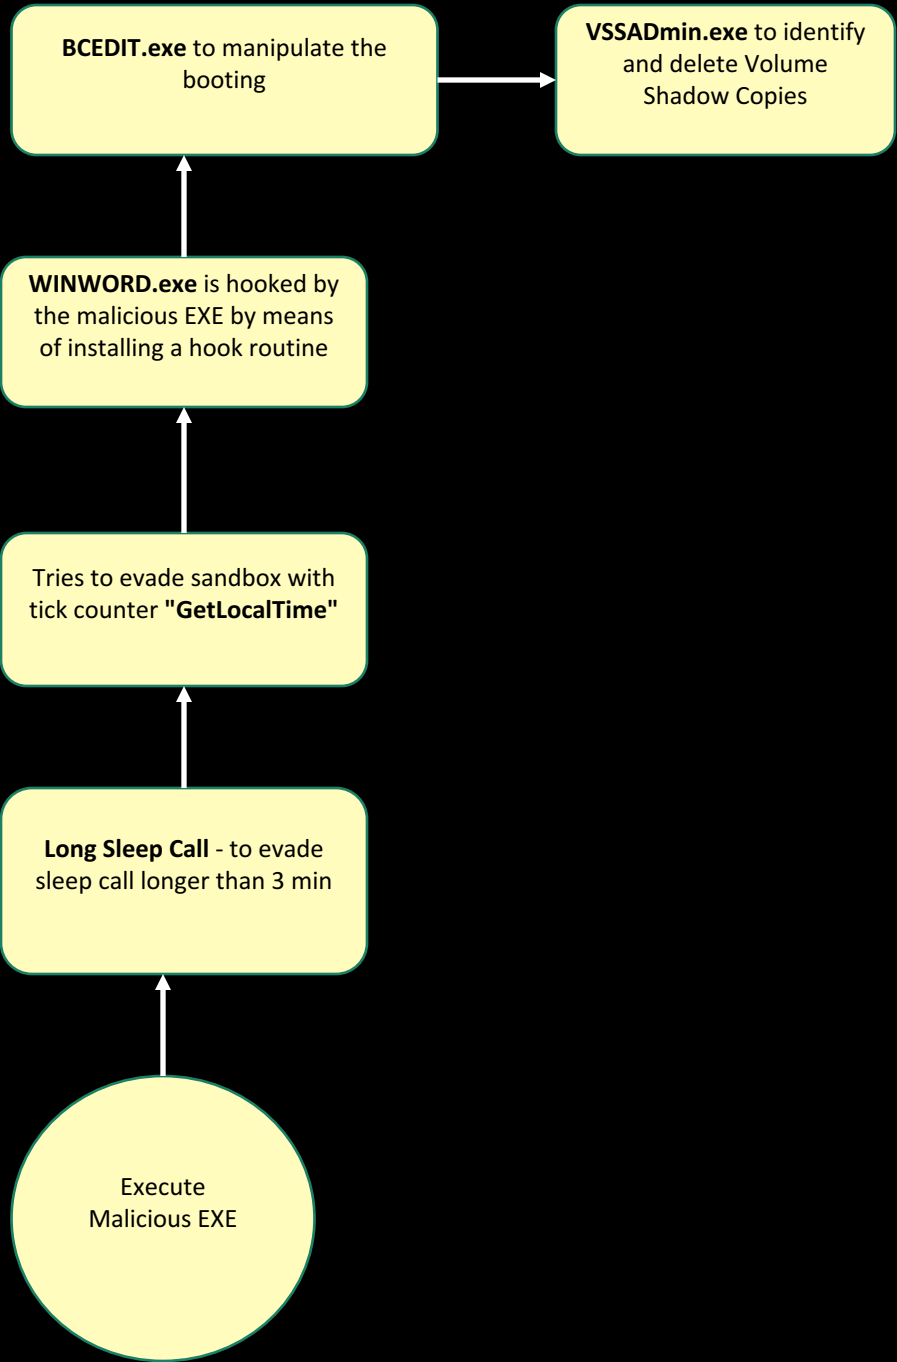 BCEDIT.exe to manipulate the
booting
VSSADmin.exe to identify
and delete Volume
Shadow Copies
WINWORD.exe is hooked by
the malicious EXE by means
of installing a hook routine
Tries to evade sandbox with
tick counter "GetLocalTime"
Long Sleep Call - to evade
sleep call longer than 3 min
Execute
Malicious EXE